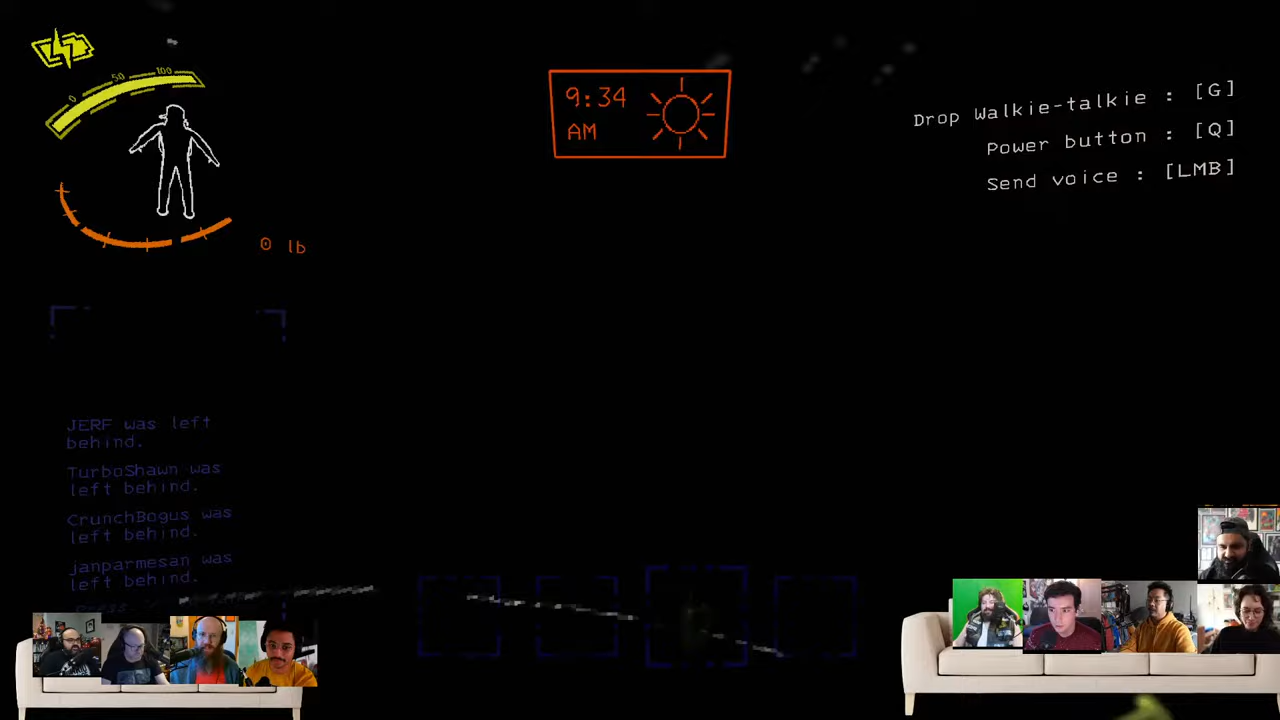 0 50 100
9:34
AM
Drop Walkie-talkie : [G]
Power button : [Q]
Send voice : [LMB]
0 lb
JERF was left
behind.
TurboShawn was
left behind.
CrunchBogus was
left behind.
janparmesan was
left behind.